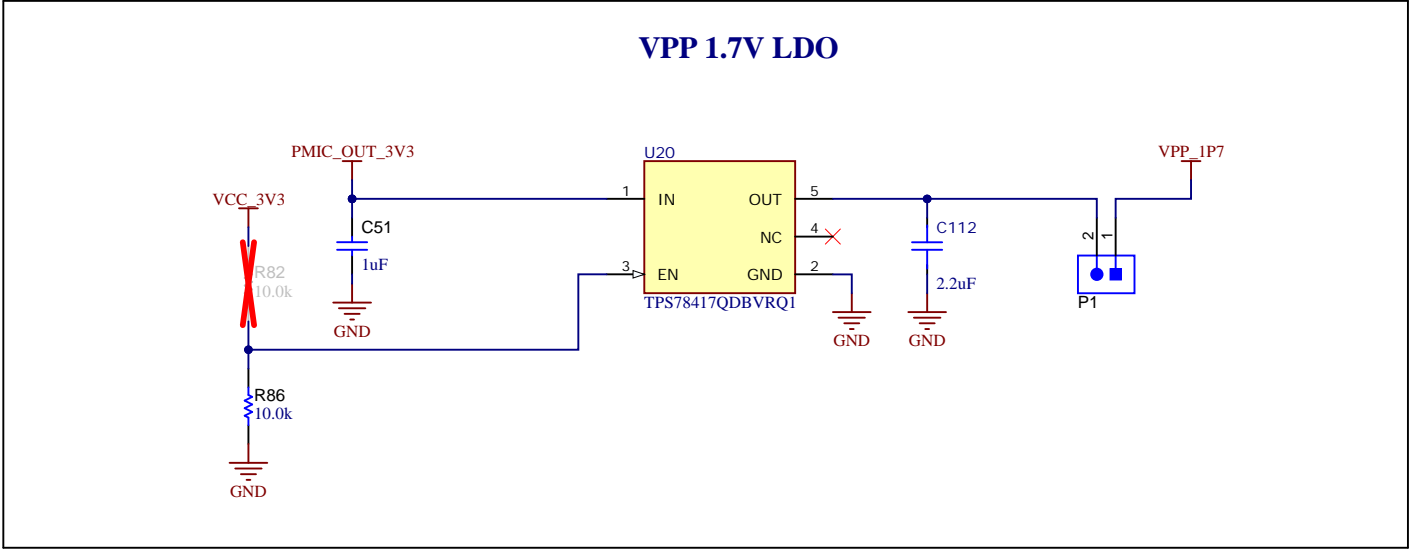 VPP 1.7V LDO
PMIC_OUT_3V3
U20
VPP_1P7
VCC_3V3
1
IN
OUT
5
C51
1uF
NC
4
C112
2.2uF
2
1
R82
10.0k
3
EN
GND
2
TPS78417QDBVRQ1
P1
GND
GND
GND
R86
10.0k
GND